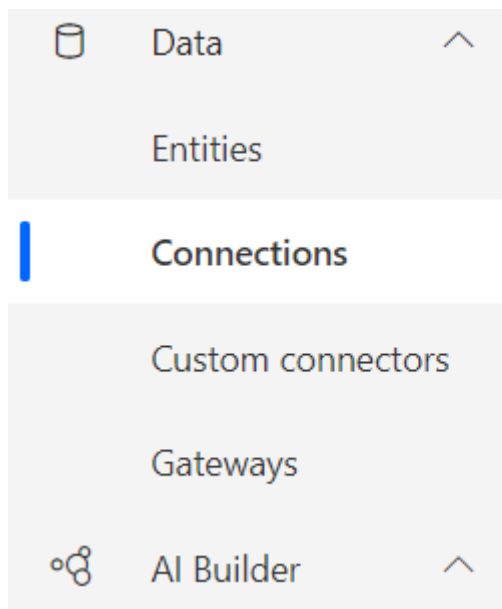 Data
Entities
Connections
Custom connectors
Gateways
AI Builder